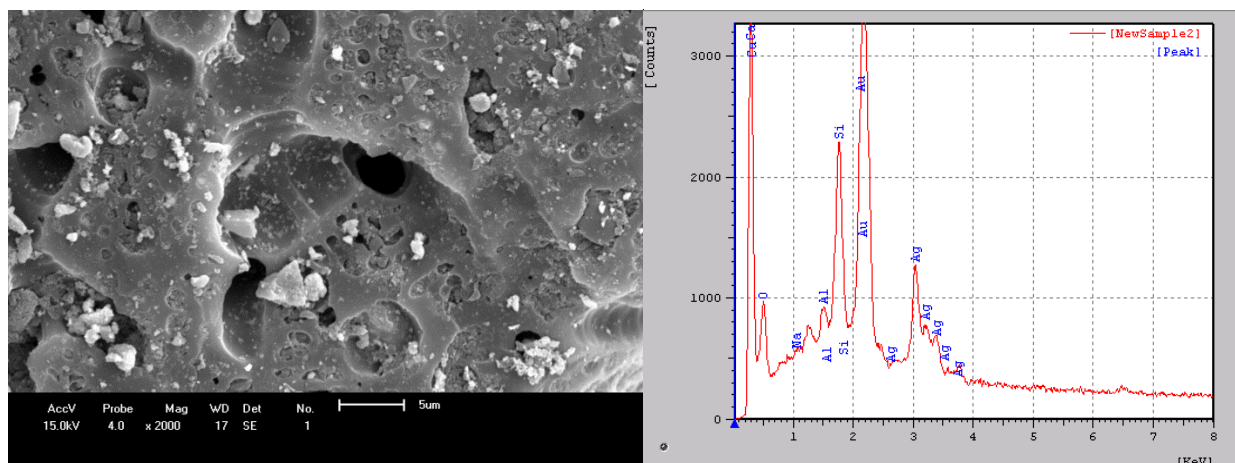 AccV Probe Mag WD Det No.
15.0kV 4.0 x 2000 17 SE 1
5um
[ Counts]
[NewSample2]
[Peak]
3000
2000
1000
0
Au
Si
Au
O
Al
Ag
Ag
Na
Ag
Al
Si
Ag
Ag
Ag
1 2 3 4 5 6 7 8
[KeV]